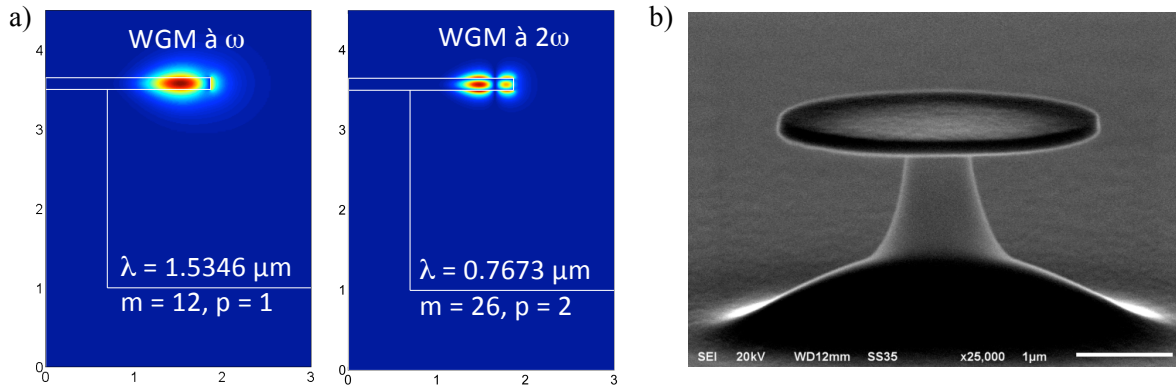 a)
WGM à ω
λ = 1.5346 μm
m = 12, p = 1
4
3
2
1
0
0
1
2
3
WGM à 2ω
λ = 0.7673 μm
m = 26, p = 2
4
3
2
1
0
0
1
2
3
b)
SEI 20kV WD12mm SS35 x25,000 1μm